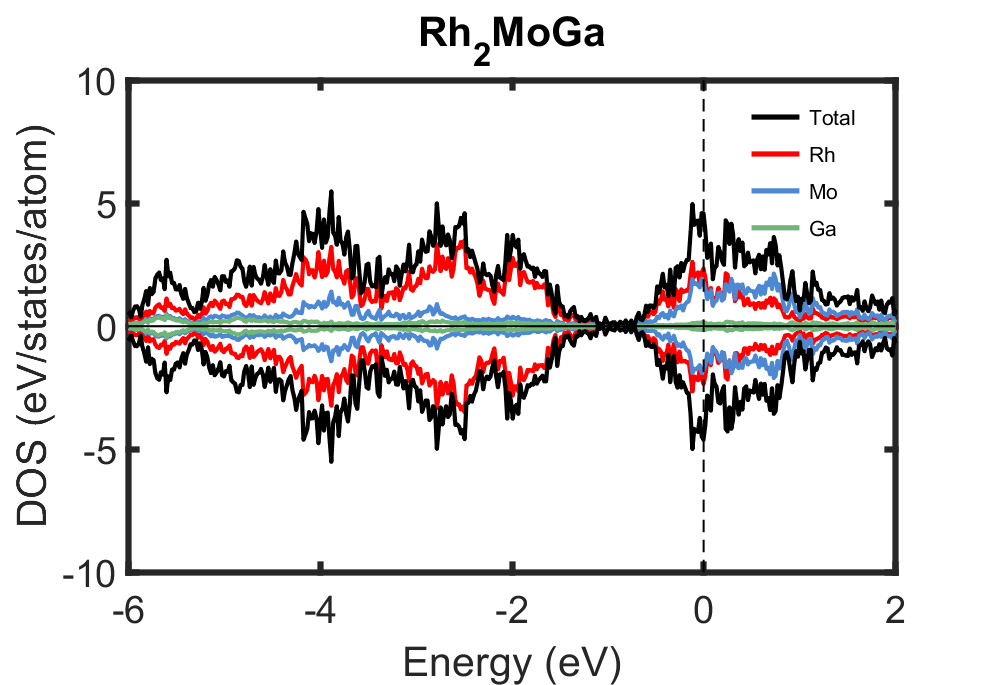 Rh₂MoGa
DOS (eV/states/atom)
10
5
0
-5
-10
Total
Rh
Mo
Ga
-6 -4 -2 0 2
Energy (eV)